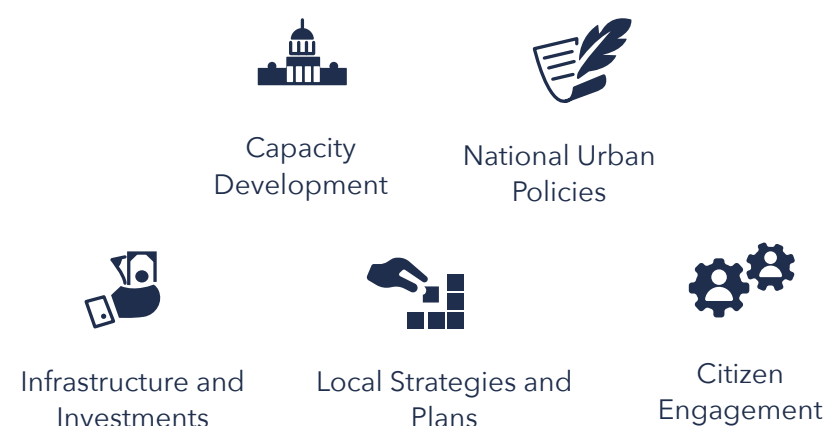 Capacity
Development
National Urban
Policies
Infrastructure and
Investments
Local Strategies and
Plans
Citizen
Engagement